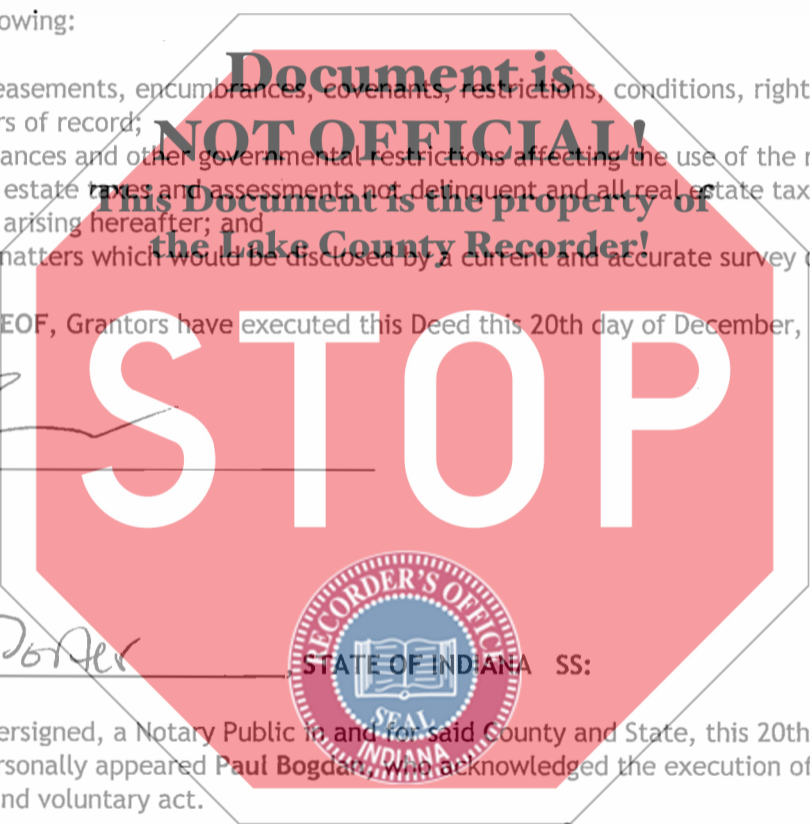 owing:
Document is
easements, encumbrances, covenants, restrictions, conditions, right
rs of record;
NOT OFFICIAL!
ances and other governmental restrictions affecting the use of the
estate taxes and assessments not delinquent and all real estate tax
This Document is the property of
arising hereafter; and
the Lake County Recorder!
matters which would be disclosed by a current and accurate survey
EOF, Grantors have executed this Deed this 20th day of December,
STOP
RECORDER'S OFFICE
Porter, STATE OF INDIANA SS:
SEAL
INDIANA
ersigned, a Notary Public in and for said County and State, this 20th
rsonally appeared Paul Bogdan, who acknowledged the execution of
nd voluntary act.